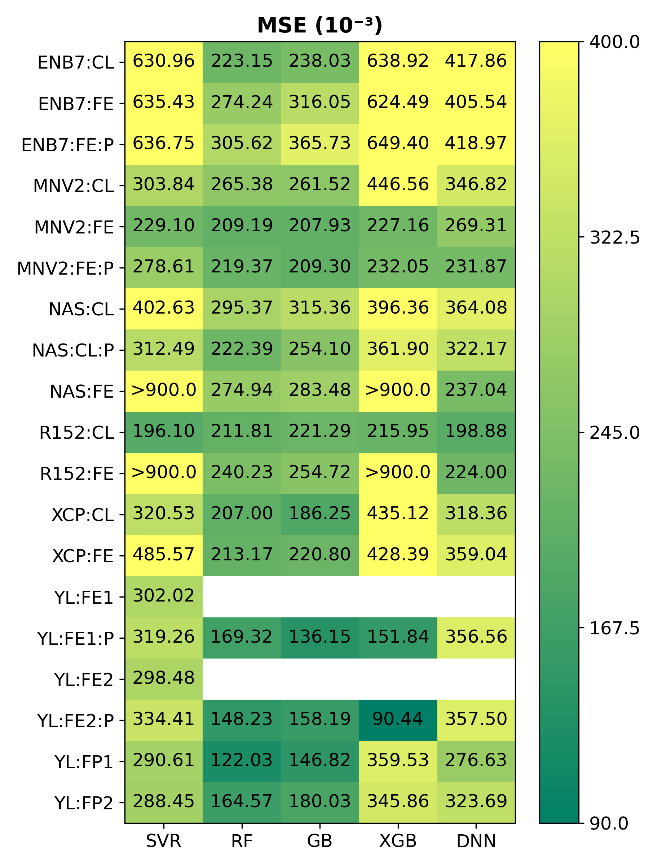 MSE (10⁻³)
ENB7:CL 630.96 223.15 238.03 638.92 417.86
ENB7:FE 635.43 274.24 316.05 624.49 405.54
ENB7:FE:P 636.75 305.62 365.73 649.40 418.97
MNV2:CL 303.84 265.38 261.52 446.56 346.82
MNV2:FE 229.10 209.19 207.93 227.16 269.31
MNV2:FE:P 278.61 219.37 209.30 232.05 231.87
NAS:CL 402.63 295.37 315.36 396.36 364.08
NAS:CL:P 312.49 222.39 254.10 361.90 322.17
NAS:FE >900.0 274.94 283.48 >900.0 237.04
R152:CL 196.10 211.81 221.29 215.95 198.88
R152:FE >900.0 240.23 254.72 >900.0 224.00
XCP:CL 320.53 207.00 186.25 435.12 318.36
XCP:FE 485.57 213.17 220.80 428.39 359.04
YL:FE1 302.02
YL:FE1:P 319.26 169.32 136.15 151.84 356.56
YL:FE2 298.48
YL:FE2:P 334.41 148.23 158.19 90.44 357.50
YL:FP1 290.61 122.03 146.82 359.53 276.63
YL:FP2 288.45 164.57 180.03 345.86 323.69
SVR RF GB XGB DNN
400.0
322.5
245.0
167.5
90.0